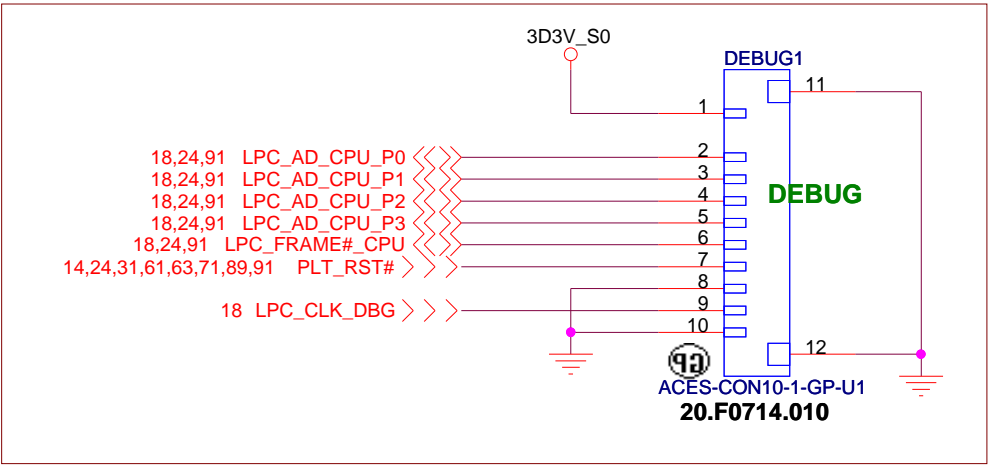 3D3V_S0
DEBUG1
11
1
18,24,91 LPC_AD_CPU_P0 2
18,24,91 LPC_AD_CPU_P1 3
18,24,91 LPC_AD_CPU_P2 4
DEBUG
18,24,91 LPC_AD_CPU_P3 5
18,24,91 LPC_FRAME#_CPU 6
14,24,31,61,63,71,89,91 PLT_RST# 7
8
18 LPC_CLK_DBG 9
10
12
GP
ACES-CON10-1-GP-U1
20.F0714.010